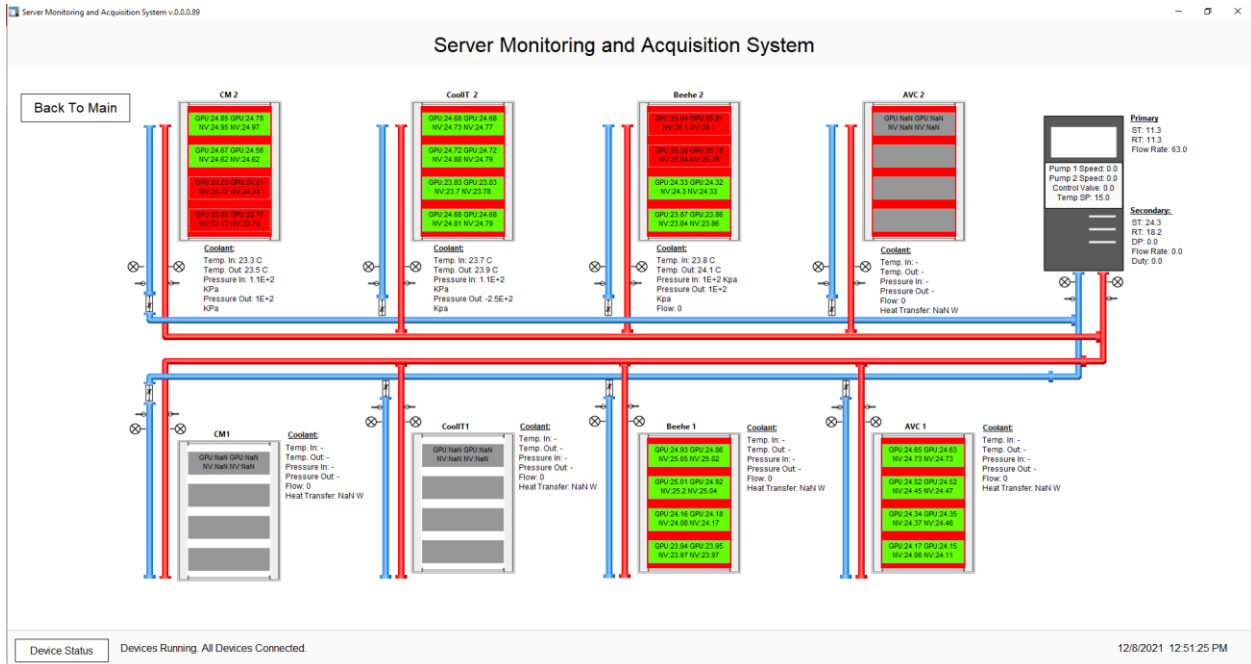 Server Monitoring and Acquisition System v.0.0.0.89
Server Monitoring and Acquisition System
Back To Main
CM 2
GPU:24.85 GPU:24.78
NV:24.95 NV:24.97
GPU:24.67 GPU:24.56
NV:24.62 NV:24.62
GPU:24.21
NV:24.37 NV:24.34
GPU:23.81 GPU:23.77
NV:23.73 NV:23.74
Coolant:
Temp. In: 23.3 C
Temp. Out: 23.5 C
Pressure In: 1.1E+2
KPa
Pressure Out: 1E+2
KPa
CoolIT 2
GPU:24.68 GPU:24.68
NV:24.73 NV:24.77
GPU:24.72 GPU:24.72
NV:24.88 NV:24.79
GPU:23.83 GPU:23.83
NV:23.7 NV:23.78
GPU:24.68 GPU:24.68
NV:24.81 NV:24.79
Coolant:
Temp. In: 23.7 C
Temp. Out: 23.9 C
Pressure In: 1.1E+2
KPa
Pressure Out: -2.5E+2
Kpa
Beehe 2
GPU:25.04 GPU:25.01
NV:25.1 NV:25.1
GPU:25.18
NV:25.29
GPU:24.33 GPU:24.32
NV:24.3 NV:24.33
GPU:23.87 GPU:23.86
NV:23.84 NV:23.86
Coolant:
Temp. In: 23.8 C
Temp. Out: 24.1 C
Pressure In: 1E+2 Kpa
Pressure Out: 1E+2
Kpa
Flow: 0
AVC 2
GPU:NaN GPU:NaN
NV:NaN NV:NaN
Coolant:
Temp. In: -
Temp. Out: -
Pressure In: -
Pressure Out: -
Flow: 0
Heat Transfer: NaN W
Pump 1 Speed: 0.0
Pump 2 Speed: 0.0
Control Valve: 0.0
Temp SP: 15.0
Primary
ST: 11.3
RT: 11.3
Flow Rate: 63.0
Secondary:
ST: 24.3
RT: 18.2
DP: 0.0
Flow Rate: 0.0
Duty: 0.0
CM1
GPU:NaN GPU:NaN
NV:NaN NV:NaN
Coolant:
Temp. In: -
Temp. Out: -
Pressure In: -
Pressure Out: -
Flow: 0
Heat Transfer: NaN W
CoolIT1
GPU:NaN GPU:NaN
NV:NaN NV:NaN
Coolant:
Temp. In: -
Temp. Out: -
Pressure In: -
Pressure Out: -
Flow: 0
Heat Transfer: NaN W
Beehe 1
GPU:24.93 GPU:24.86
NV:25.05 NV:25.02
GPU:25.01 GPU:24.92
NV:25.2 NV:25.04
GPU:24.16 GPU:24.18
NV:24.08 NV:24.17
GPU:23.94 GPU:23.95
NV:23.97 NV:23.97
Coolant:
Temp. In: -
Temp. Out: -
Pressure In: -
Pressure Out: -
Flow: 0
Heat Transfer: NaN W
AVC 1
GPU:24.65 GPU:24.63
NV:24.73 NV:24.73
GPU:24.52 GPU:24.52
NV:24.45 NV:24.47
GPU:24.34 GPU:24.35
NV:24.37 NV:24.46
GPU:24.17 GPU:24.15
NV:24.06 NV:24.11
Coolant:
Temp. In: -
Temp. Out: -
Pressure In: -
Pressure Out: -
Flow: 0
Heat Transfer: NaN W
Device Status
Devices Running. All Devices Connected.
12/8/2021 12:51:25 PM